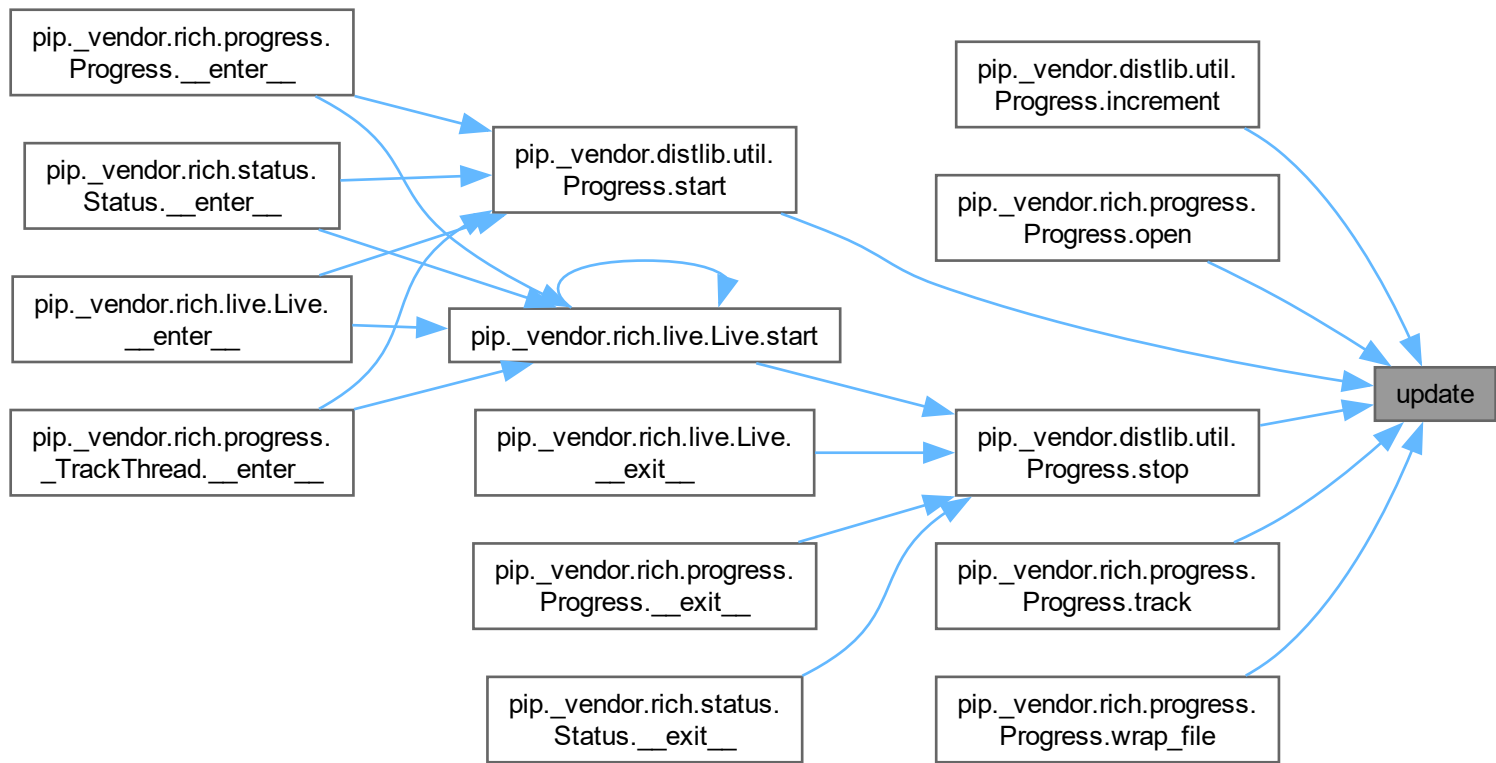 pip._vendor.rich.progress.
Progress.__enter__
pip._vendor.rich.status.
Status.__enter__
pip._vendor.rich.live.Live.
__enter__
pip._vendor.rich.progress.
_TrackThread.__enter__
pip._vendor.distlib.util.
Progress.start
pip._vendor.rich.live.Live.start
pip._vendor.rich.live.Live.
__exit__
pip._vendor.rich.progress.
Progress.__exit__
pip._vendor.rich.status.
Status.__exit__
pip._vendor.distlib.util.
Progress.increment
pip._vendor.rich.progress.
Progress.open
pip._vendor.distlib.util.
Progress.stop
pip._vendor.rich.progress.
Progress.track
pip._vendor.rich.progress.
Progress.wrap_file
update